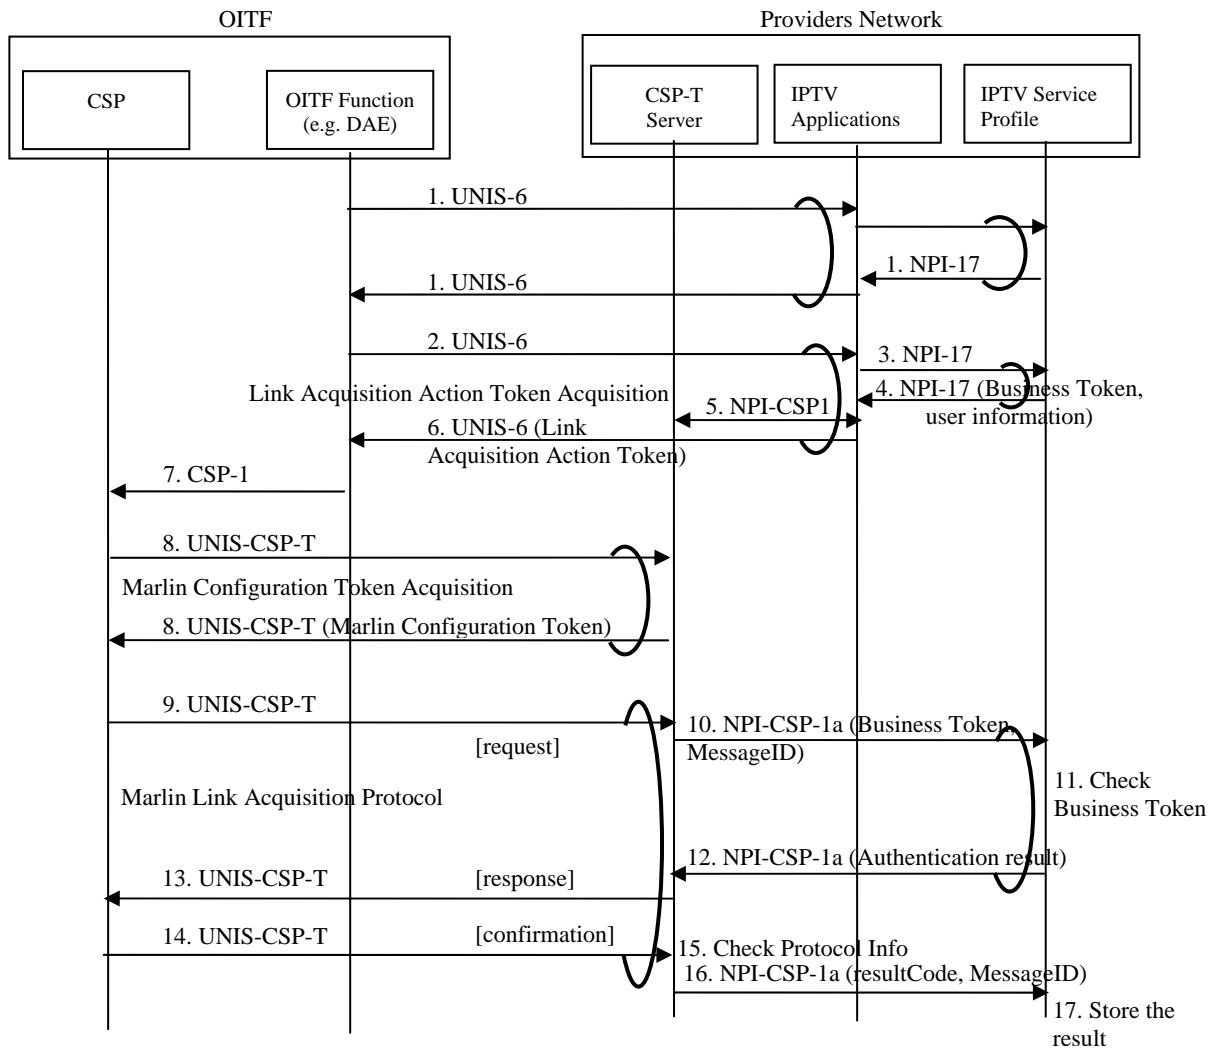 OITF
Providers Network
CSP
OITF Function
(e.g. DAE)
CSP-T
Server
IPTV
Applications
IPTV Service
Profile
1. UNIS-6
1. NPI-17
1. UNIS-6
2. UNIS-6
3. NPI-17
Link Acquisition Action Token Acquisition
4. NPI-17 (Business Token,
user information)
5. NPI-CSP1
6. UNIS-6 (Link
Acquisition Action Token)
7. CSP-1
8. UNIS-CSP-T
Marlin Configuration Token Acquisition
8. UNIS-CSP-T (Marlin Configuration Token)
9. UNIS-CSP-T
[request]
10. NPI-CSP-1a (Business Token,
MessageID)
11. Check
Business Token
Marlin Link Acquisition Protocol
12. NPI-CSP-1a (Authentication result)
13. UNIS-CSP-T
[response]
14. UNIS-CSP-T
[confirmation]
15. Check Protocol Info
16. NPI-CSP-1a (resultCode, MessageID)
17. Store the
result